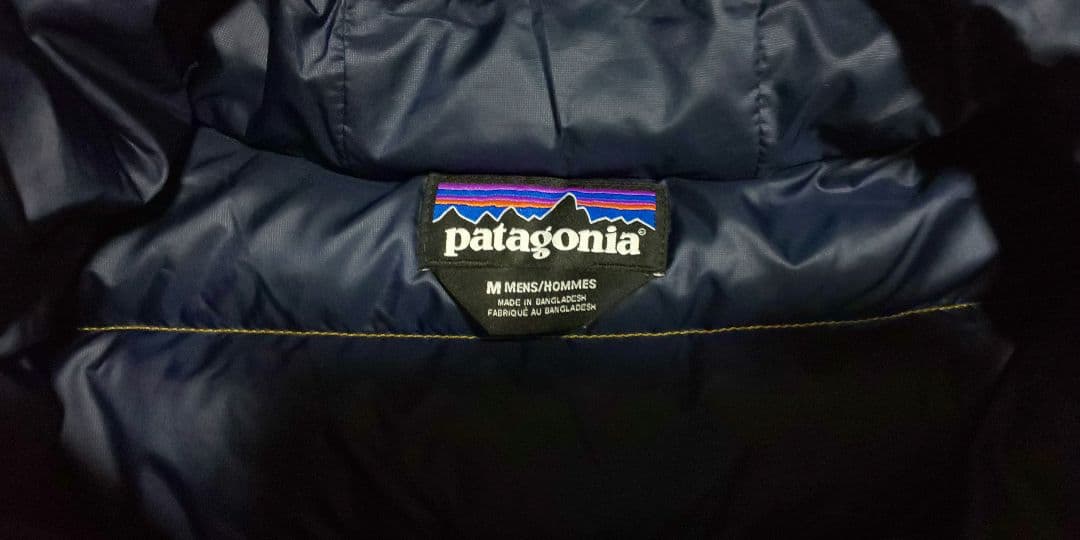 patagonia®
M MENS/HOMMES
MADE IN BANGLADESH
FABRIQUÉ AU BANGLADESH